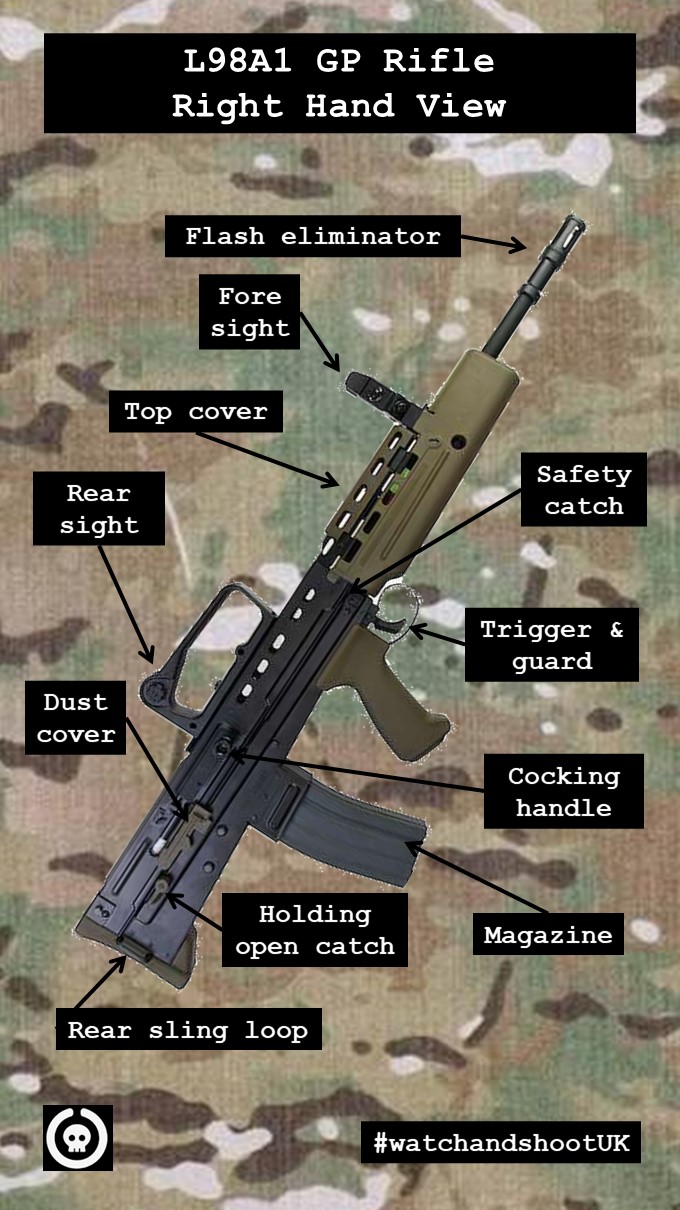 L98A1 GP Rifle
Right Hand View
Flash eliminator
Fore
sight
Top cover
Safety
catch
Rear
sight
Trigger &
guard
Dust
cover
Cocking
handle
Holding
open catch
Magazine
Rear sling loop
#watchandshootUK